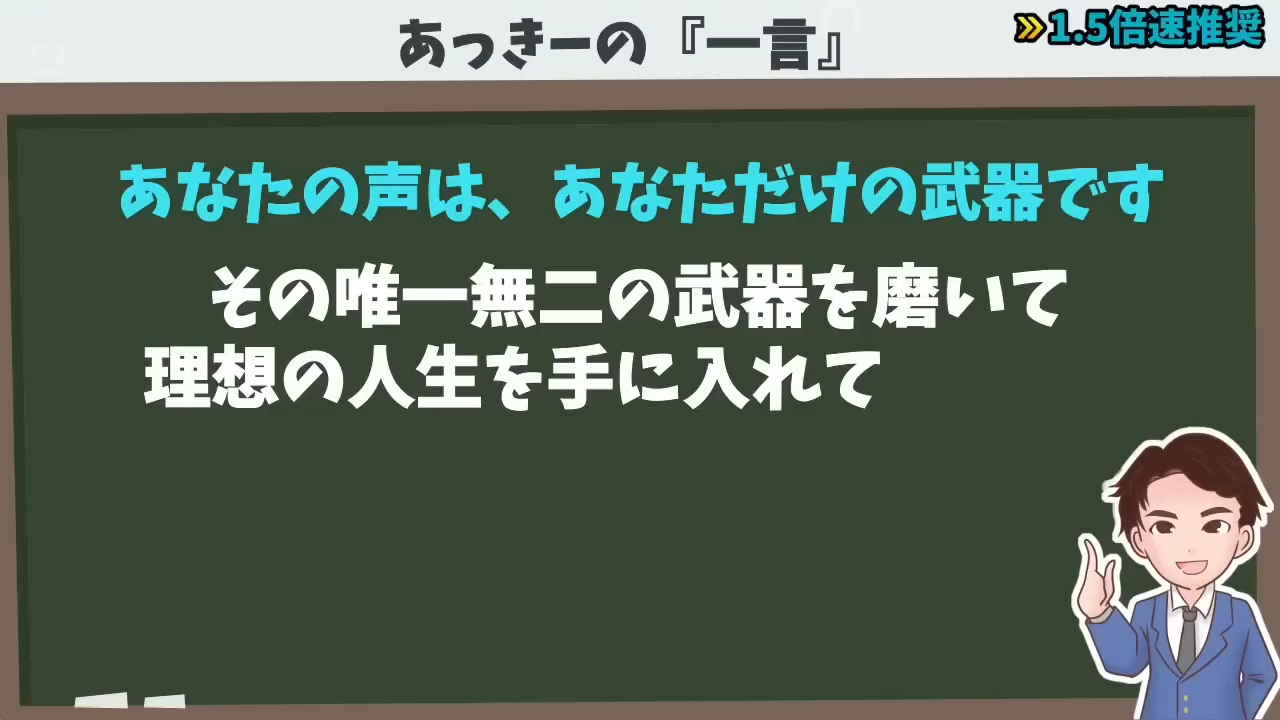 あっきーの『一言』
1.5倍速推奨
あなたの声は、あなただけの武器です
その唯一無二の武器を磨いて
理想の人生を手に入れて